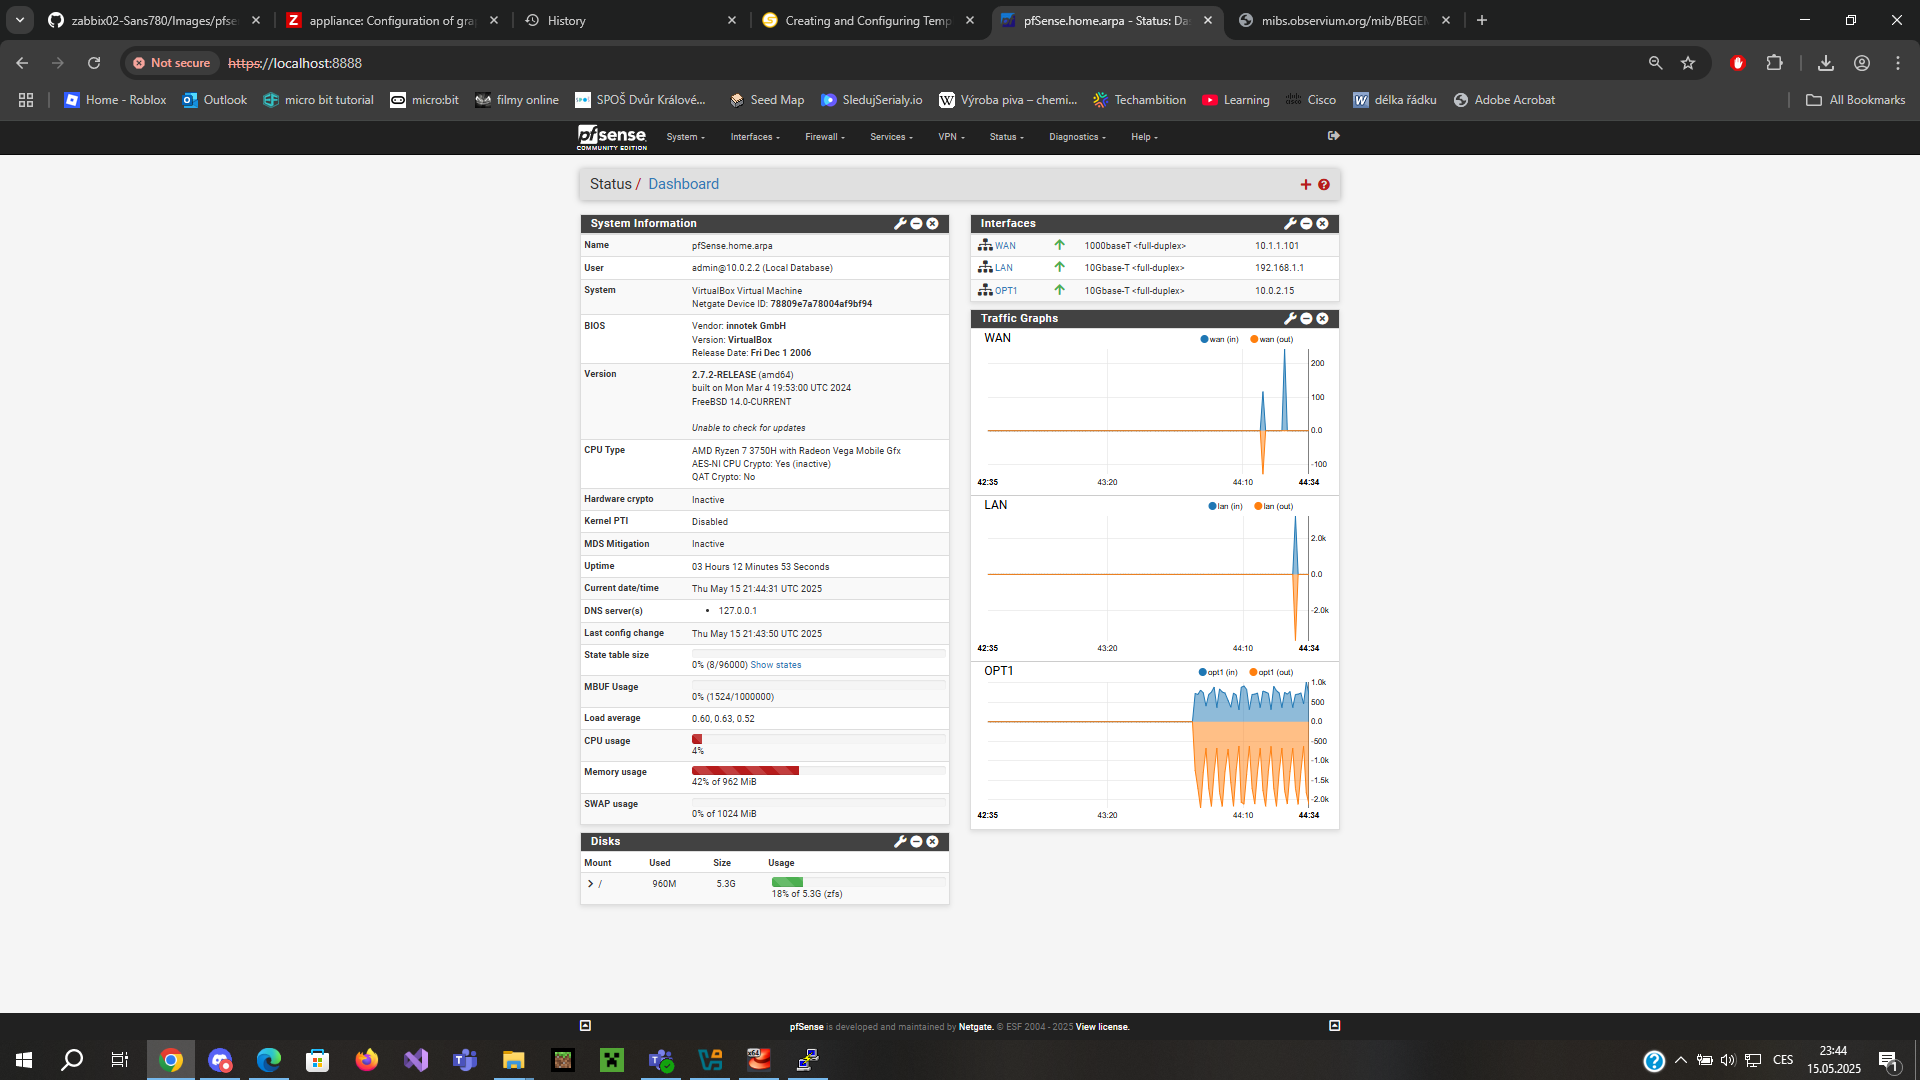 zabbix02-Sans780/Images/pfse
appliance: Configuration of gra
History
Creating and Configuring Temp
pfSense.home.arpa - Status: Da
mibs.observium.org/mib/BEGEM
Not secure
https://localhost:8888
Home - Roblox
Outlook
micro bit tutorial
micro:bit
filmy online
SPOŠ Dvůr Králové...
Seed Map
SledujSerialy.io
Výroba piva – chemi...
Techambition
Learning
Cisco
délka řádku
Adobe Acrobat
All Bookmarks
pfsense
COMMUNITY EDITION
System
Interfaces
Firewall
Services
VPN
Status
Diagnostics
Help
Status / Dashboard
System Information
Name pfSense.home.arpa
User admin@10.0.2.2 (Local Database)
System VirtualBox Virtual Machine
Netgate Device ID: 78809e7a78004af9bf94
BIOS Vendor: innotek GmbH
Version: VirtualBox
Release Date: Fri Dec 1 2006
Version 2.7.2-RELEASE (amd64)
built on Mon Mar 4 19:53:00 UTC 2024
FreeBSD 14.0-CURRENT
Unable to check for updates
CPU Type AMD Ryzen 7 3750H with Radeon Vega Mobile Gfx
AES-NI CPU Crypto: Yes (inactive)
QAT Crypto: No
Hardware crypto Inactive
Kernel PTI Disabled
MDS Mitigation Inactive
Uptime 03 Hours 12 Minutes 53 Seconds
Current date/time Thu May 15 21:44:31 UTC 2025
DNS server(s) • 127.0.0.1
Last config change Thu May 15 21:43:50 UTC 2025
State table size 0% (8/96000) Show states
MBUF Usage 0% (1524/1000000)
Load average 0.60, 0.63, 0.52
CPU usage 4%
Memory usage 42% of 962 MiB
SWAP usage 0% of 1024 MiB
Disks
Mount Used Size Usage
/ 960M 5.3G 18% of 5.3G (zfs)
Interfaces
WAN 1000baseT <full-duplex> 10.1.1.101
LAN 10Gbase-T <full-duplex> 192.168.1.1
OPT1 10Gbase-T <full-duplex> 10.0.2.15
Traffic Graphs
WAN wan (in) wan (out)
200
100
0.0
-100
42:35 43:20 44:10 44:34
LAN lan (in) lan (out)
2.0k
0.0
-2.0k
42:35 43:20 44:10 44:34
OPT1 opt1 (in) opt1 (out)
1.0k
500
0.0
-500
-1.0k
-1.5k
-2.0k
42:35 43:20 44:10 44:34
pfSense is developed and maintained by Netgate. © ESF 2004 - 2025 View license.
x64
CES
23:44
15.05.2025
1